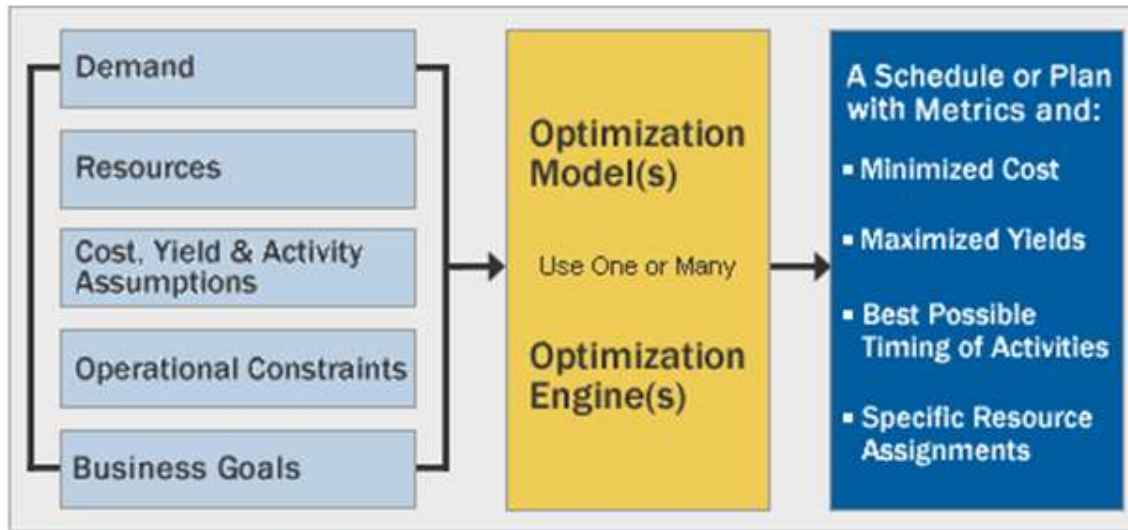 Demand
Resources
Cost, Yield & Activity
Assumptions
Operational Constraints
Business Goals
Optimization
Model(s)
Use One or Many
Optimization
Engine(s)
A Schedule or Plan
with Metrics and:
▪ Minimized Cost
▪ Maximized Yields
▪ Best Possible
Timing of Activities
▪ Specific Resource
Assignments